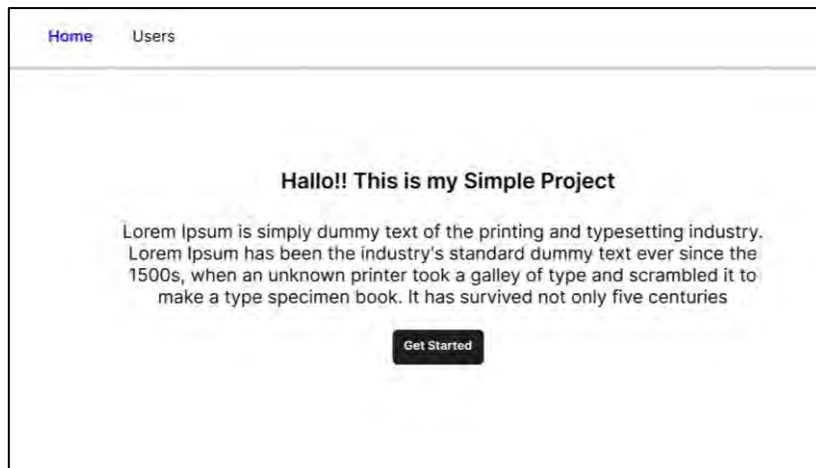 Home Users
Hallo!! This is my Simple Project
Lorem Ipsum is simply dummy text of the printing and typesetting industry.
Lorem Ipsum has been the industry's standard dummy text ever since the
1500s, when an unknown printer took a galley of type and scrambled it to
make a type specimen book. It has survived not only five centuries
Get Started